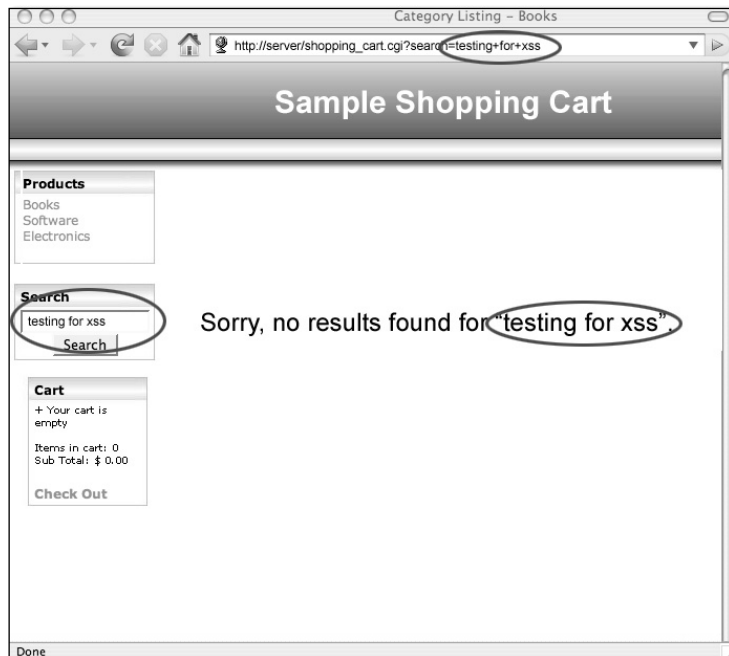 Category Listing – Books
http://server/shopping_cart.cgi?search=testing+for+xss
Sample Shopping Cart
Products
Books
Software
Electronics
Search
testing for xss
Search
Sorry, no results found for “testing for xss”.
Cart
+ Your cart is
empty
Items in cart: 0
Sub Total: $ 0.00
Check Out
Done